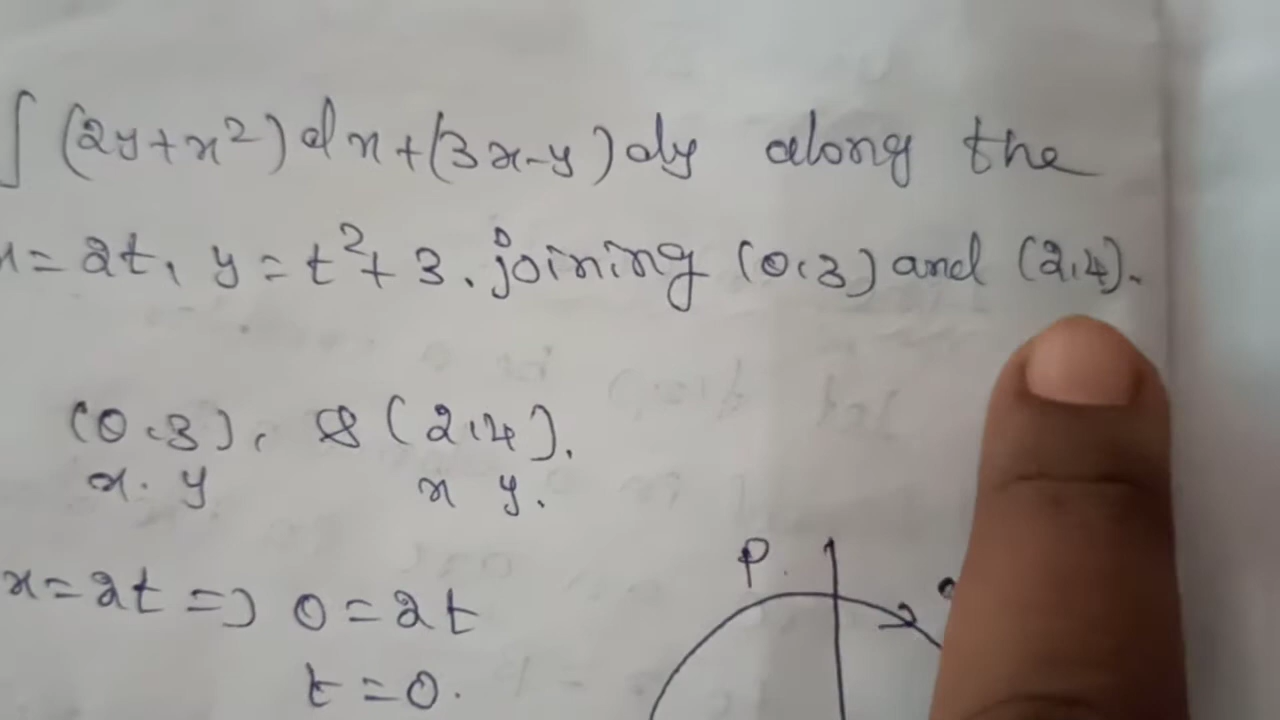 ∫ (2y+x²) dx+(3x-y) dy along the
x = 2t, y = t²+ 3. joining (0,3) and (2,4).
(0,3), & (2,4).
x. y x y.
x = 2t => 0 = 2t
P.
t = 0.